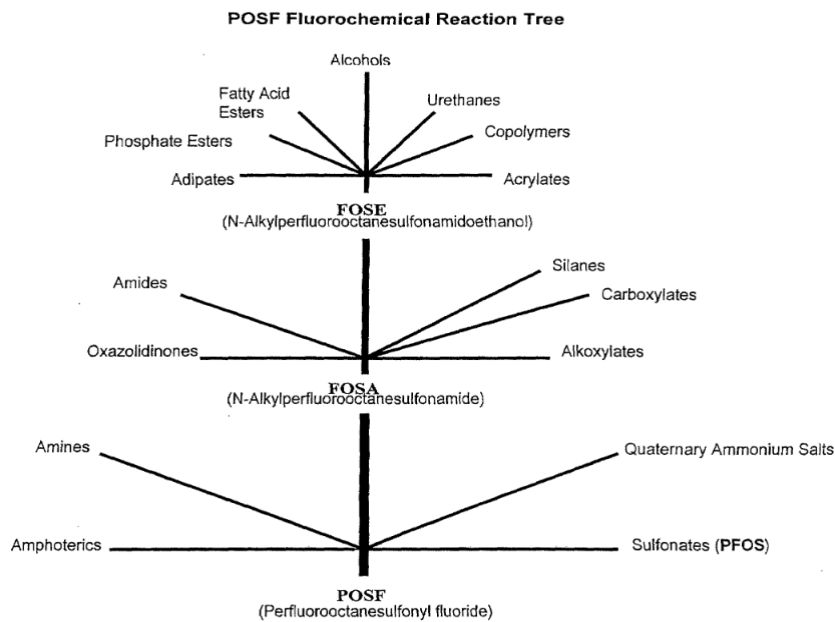 POSF Fluorochemical Reaction Tree
Alcohols
Fatty Acid
Esters
Urethanes
Phosphate Esters
Copolymers
Adipates
Acrylates
FOSE
(N-Alkylperfluorooctanesulfonamidoethanol)
Silanes
Amides
Carboxylates
Oxazolidinones
Alkoxylates
FOSA
(N-Alkylperfluorooctanesulfonamide)
Amines
Quaternary Ammonium Salts
Amphoterics
Sulfonates (PFOS)
POSF
(Perfluorooctanesulfonyl fluoride)